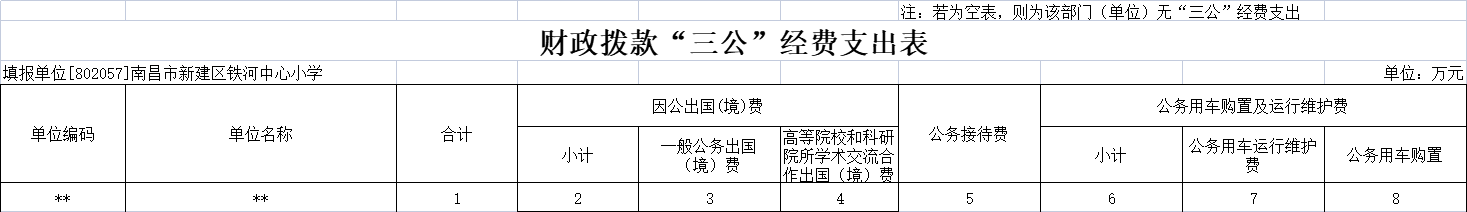 注：若为空表，则为该部门（单位）无“三公”经费支出
财政拨款“三公”经费支出表
填报单位[802057]南昌市新建区铁河中心小学 单位：万元
单位编码 单位名称 合计 因公出国(境)费 公务接待费 公务用车购置及运行维护费
小计 一般公务出国（境）费 高等院校和科研院所学术交流合作出国（境）费 小计 公务用车运行维护费 公务用车购置
** ** 1 2 3 4 5 6 7 8